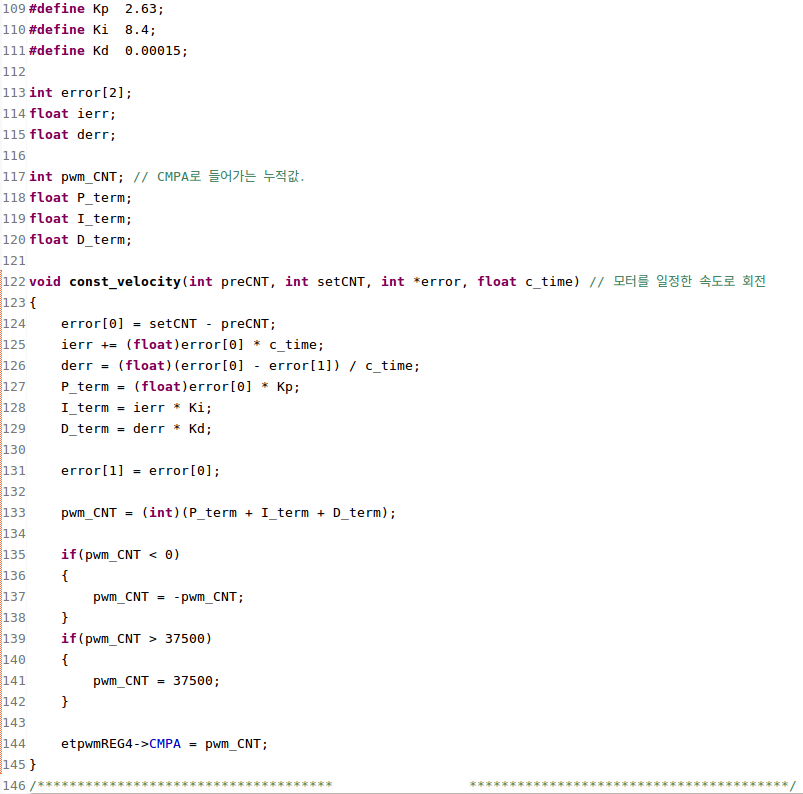 109 #define Kp  2.63;
110 #define Ki  8.4;
111 #define Kd  0.00015;
112
113 int error[2];
114 float ierr;
115 float derr;
116
117 int pwm_CNT; // CMPA로 들어가는 누적값.
118 float P_term;
119 float I_term;
120 float D_term;
121
122 void const_velocity(int preCNT, int setCNT, int *error, float c_time) // 모터를 일정한 속도로 회전
123 {
124     error[0] = setCNT - preCNT;
125     ierr += (float)error[0] * c_time;
126     derr = (float)(error[0] - error[1]) / c_time;
127     P_term = (float)error[0] * Kp;
128     I_term = ierr * Ki;
129     D_term = derr * Kd;
130
131     error[1] = error[0];
132
133     pwm_CNT = (int)(P_term + I_term + D_term);
134
135     if(pwm_CNT < 0)
136     {
137         pwm_CNT = -pwm_CNT;
138     }
139     if(pwm_CNT > 37500)
140     {
141         pwm_CNT = 37500;
142     }
143
144     etpwmREG4->CMPA = pwm_CNT;
145 }
146 /*************************************                 ****************************************/